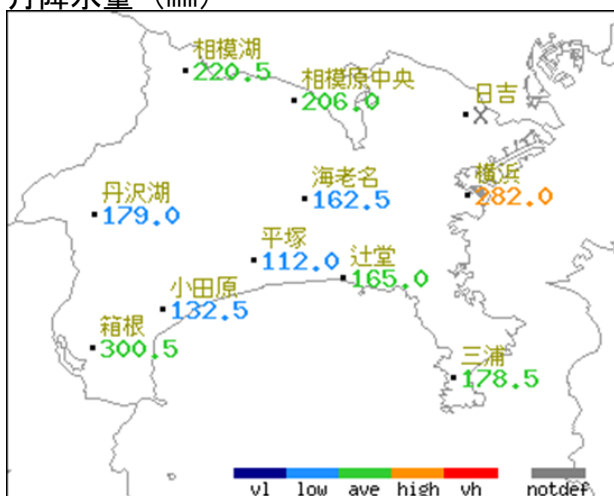 月降水量 (mm)
相模湖
220.5
相模原中央
206.0
日吉
X
丹沢湖
179.0
海老名
162.5
横浜
282.0
平塚
112.0
辻堂
165.0
小田原
132.5
箱根
300.5
三浦
178.5
vl low ave high vh notdef